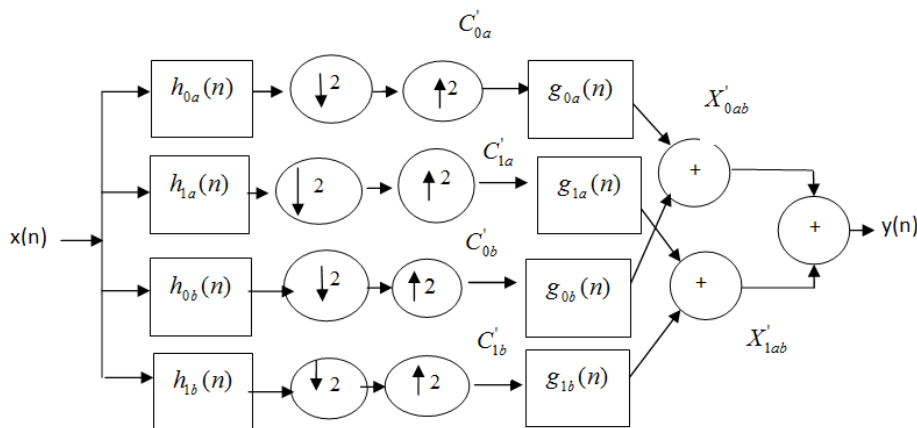 C'₀ₐ
h₀ₐ(n) ↓2 ↑2 g₀ₐ(n)
X'₀ₐb
C'₁ₐ
h₁ₐ(n) ↓2 ↑2 g₁ₐ(n)
+
x(n) + y(n)
C'₀b
h₀b(n) ↓2 ↑2 g₀b(n)
+
C'₁b
X'₁ₐb
h₁b(n) ↓2 ↑2 g₁b(n)